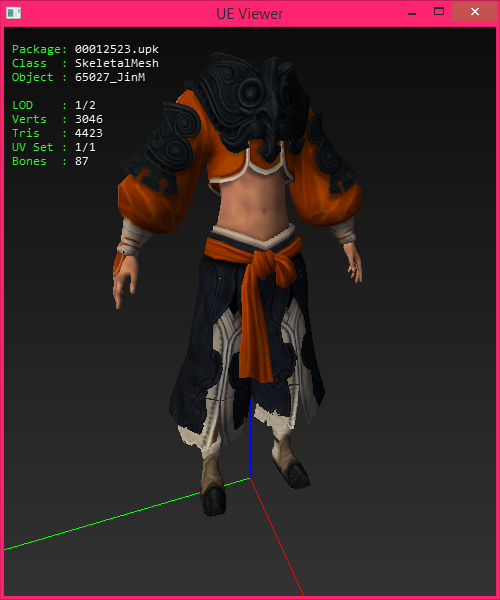 UE Viewer
Package: 00012523.upk
Class : SkeletalMesh
Object : 65027_JinM
LOD : 1/2
Verts : 3046
Tris : 4423
UV Set : 1/1
Bones : 87